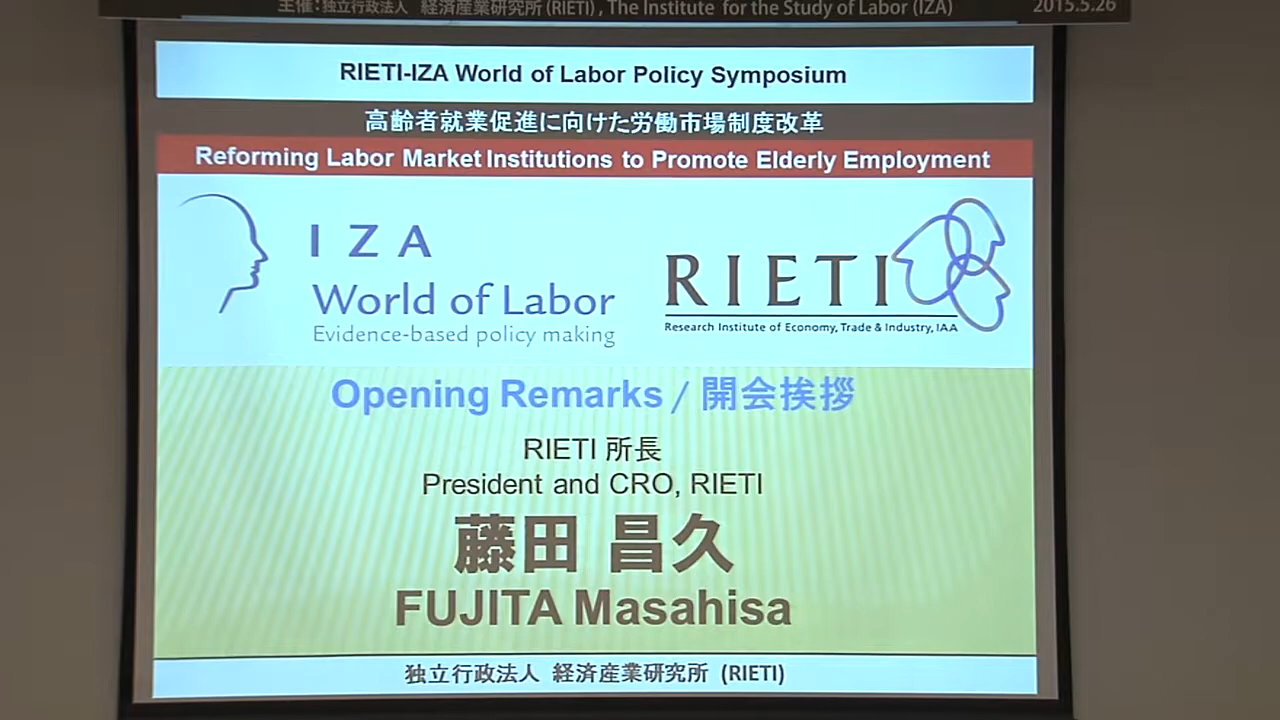 主催：独立行政法人 経済産業研究所 (RIETI) , The Institute for the Study of Labor (IZA)
2015.5.26
RIETI-IZA World of Labor Policy Symposium
高齢者就業促進に向けた労働市場制度改革
Reforming Labor Market Institutions to Promote Elderly Employment
IZA
World of Labor
Evidence-based policy making
RIETI
Research Institute of Economy, Trade & Industry, IAA
Opening Remarks / 開会挨拶
RIETI 所長
President and CRO, RIETI
藤田 昌久
FUJITA Masahisa
独立行政法人 経済産業研究所 (RIETI)